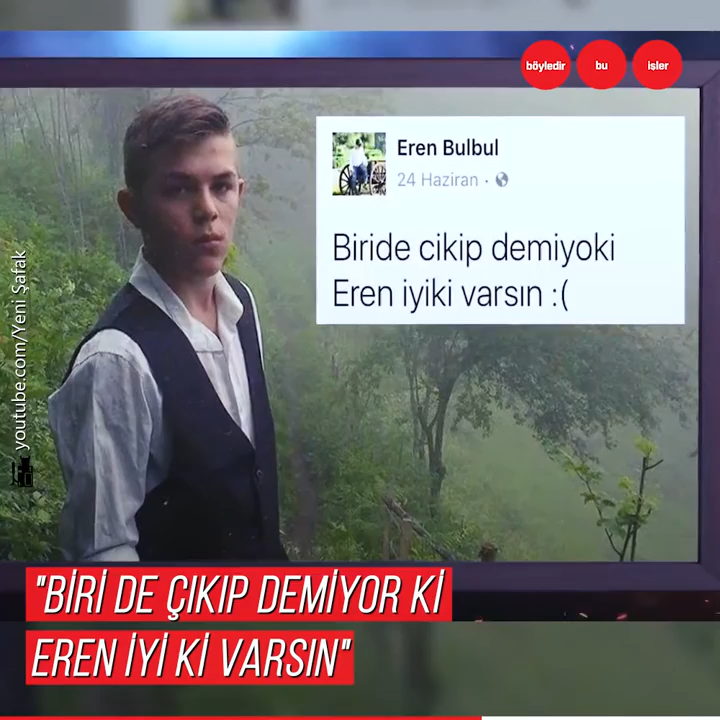 böyledir bu işler
Eren Bulbul
24 Haziran ·
Biride cikip demiyoki
Eren iyiki varsın :(
youtube.com/Yeni Şafak
"BİRİ DE ÇIKIP DEMİYOR Kİ
EREN İYİ Kİ VARSIN"